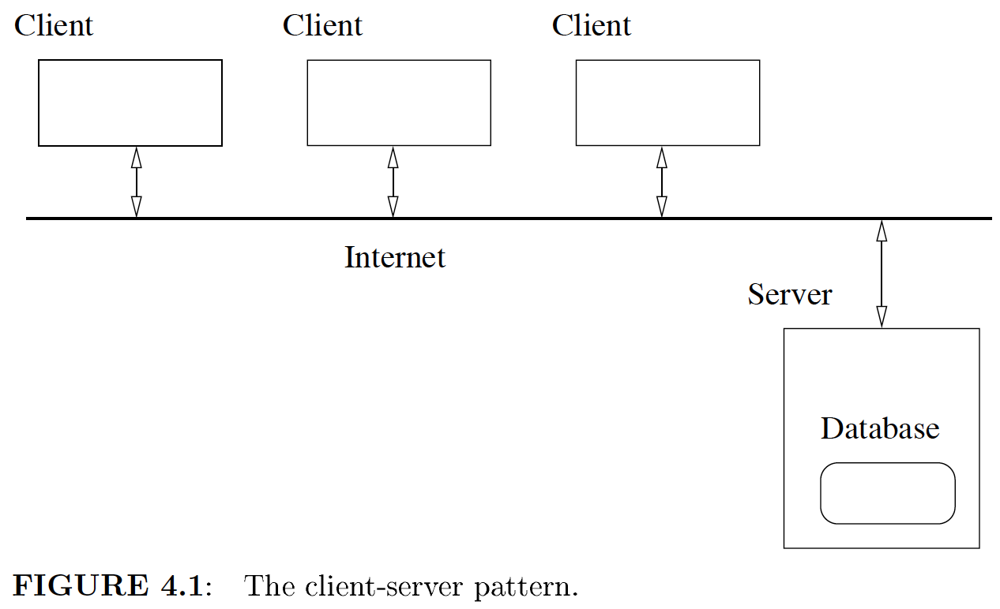 Client Client Client
Internet
Server
Database
FIGURE 4.1: The client-server pattern.